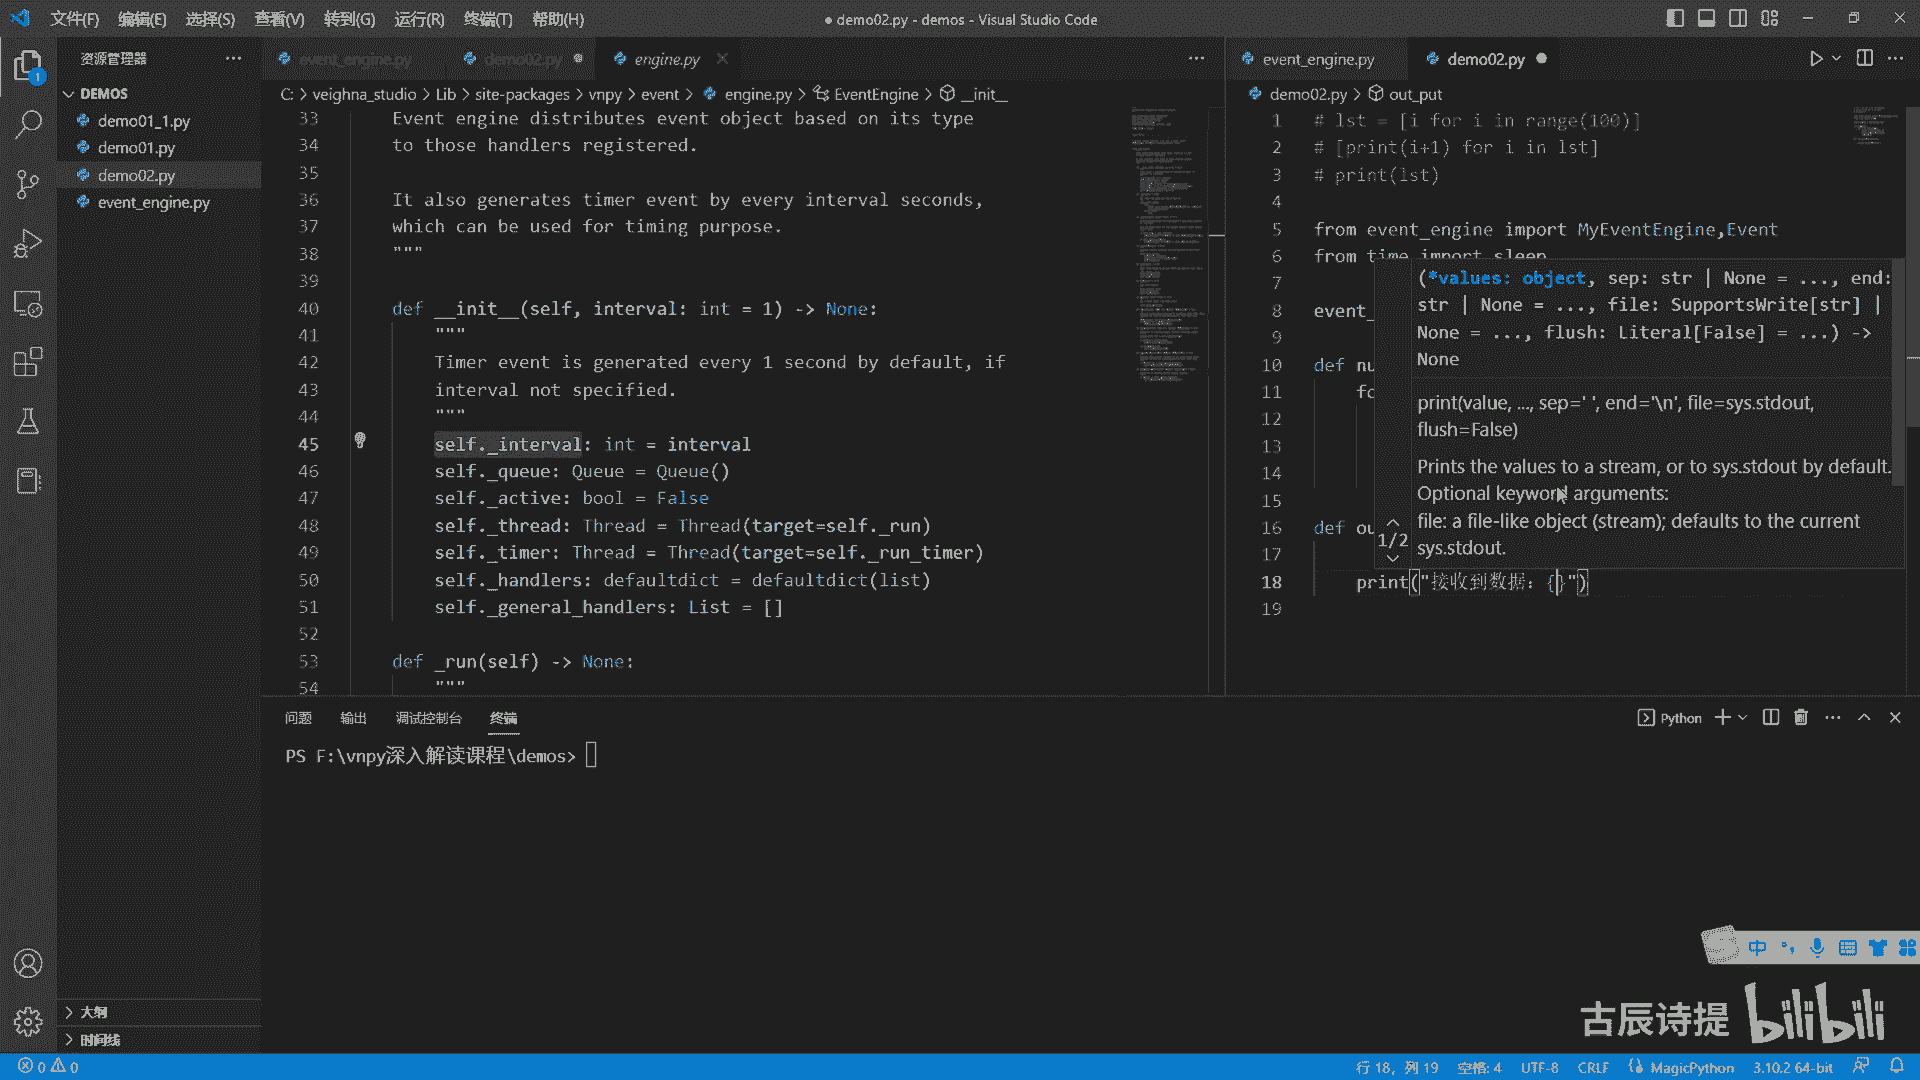 文件(F) 编辑(E) 选择(S) 查看(V) 转到(G) 运行(R) 终端(T) 帮助(H)
● demo02.py - demos - Visual Studio Code
资源管理器
1
DEMOS
demo01_1.py
demo01.py
demo02.py
event_engine.py
大纲
时间线
event_engine.py demo02.py engine.py
C: > veighna_studio > Lib > site-packages > vnpy > event > engine.py > EventEngine > __init__
33 Event engine distributes event object based on its type
34 to those handlers registered.
35
36 It also generates timer event by every interval seconds,
37 which can be used for timing purpose.
38 """
39
40 def __init__(self, interval: int = 1) -> None:
41 """
42 Timer event is generated every 1 second by default, if
43 interval not specified.
44 """
45 self._interval: int = interval
46 self._queue: Queue = Queue()
47 self._active: bool = False
48 self._thread: Thread = Thread(target=self._run)
49 self._timer: Thread = Thread(target=self._run_timer)
50 self._handlers: defaultdict = defaultdict(list)
51 self._general_handlers: List = []
52
53 def _run(self) -> None:
54 """
event_engine.py demo02.py
demo02.py > out_put
1 # lst = [i for i in range(100)]
2 # [print(i+1) for i in lst]
3 # print(lst)
4
5 from event_engine import MyEventEngine,Event
6 from time import sleep
7
8 event_
9
10 def nu
11 fo
12
13
14
15
16 def ou
17
18 print("接收到数据：{}")
19
(*values: object, sep: str | None = ..., end:
str | None = ..., file: SupportsWrite[str] |
None = ..., flush: Literal[False] = ...) ->
None
print(value, ..., sep=' ', end='\n', file=sys.stdout,
flush=False)
Prints the values to a stream, or to sys.stdout by default.
Optional keyword arguments:
file: a file-like object (stream); defaults to the current
sys.stdout.
1/2
问题 输出 调试控制台 终端
Python
PS F:\vnpy深入解读课程\demos>
中
古辰诗提 bilibili
0 0
行 18，列 19 空格: 4 UTF-8 CRLF MagicPython 3.10.2 64-bit